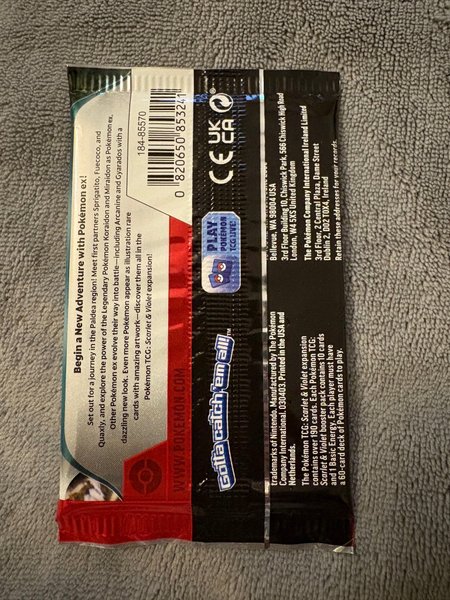 Begin a New Adventure with Pokémon ex!
Set out for a journey in the Paldea region! Meet first partners Sprigatito, Fuecoco, and
Quaxly, and explore the power of the Legendary Pokémon Koraidon and Miraidon as Pokémon ex.
Other Pokémon ex evolve their way into battle—including Arcanine and Gyarados with a
dazzling new look. Even more Pokémon appear as illustration rare
cards with amazing artwork—discover them all in the
Pokémon TCG: Scarlet & Violet expansion!
184-85570
0 820650 85324
WWW.POKEMON.COM
Gotta catch 'em all!™
PLAY
POKÉMON
TCG LIVE!
CE UK
CA
trademarks of Nintendo. Manufactured by The Pokémon
Company International. 030403. Printed in the USA and
Netherlands.
The Pokémon TCG: Scarlet & Violet expansion
contains over 190 cards. Each Pokémon TCG:
Scarlet & Violet booster pack contains 10 cards
and 1 Basic Energy. Each player must have
a 60-card deck of Pokémon cards to play.
Bellevue, WA 98004 USA
3rd Floor, Building 10, Chiswick Park, 566 Chiswick High Road
London, W4 5XS United Kingdom
The Pokémon Company International Ireland Limited
3rd Floor, 2 Central Plaza, Dame Street
Dublin 2, D02 T0X4, Ireland
Retain these addresses for your records.